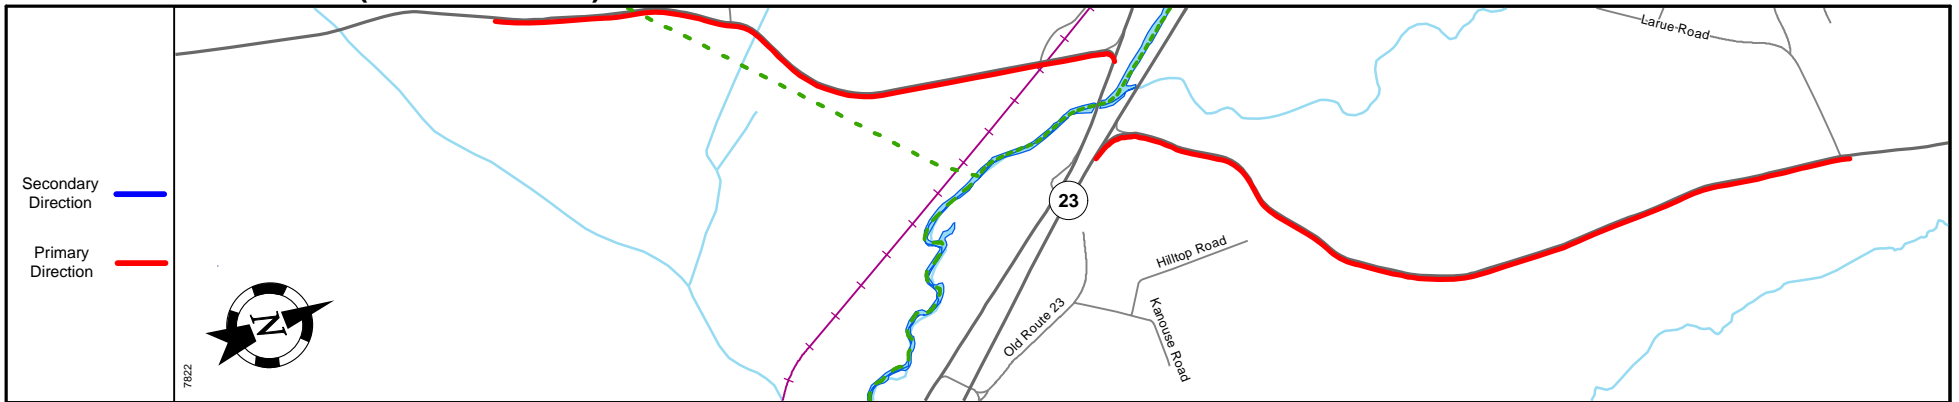 Secondary
Direction
Primary
Direction
7822
N
23
Larue Road
Hilltop Road
Old Route 23
Kanouse Road